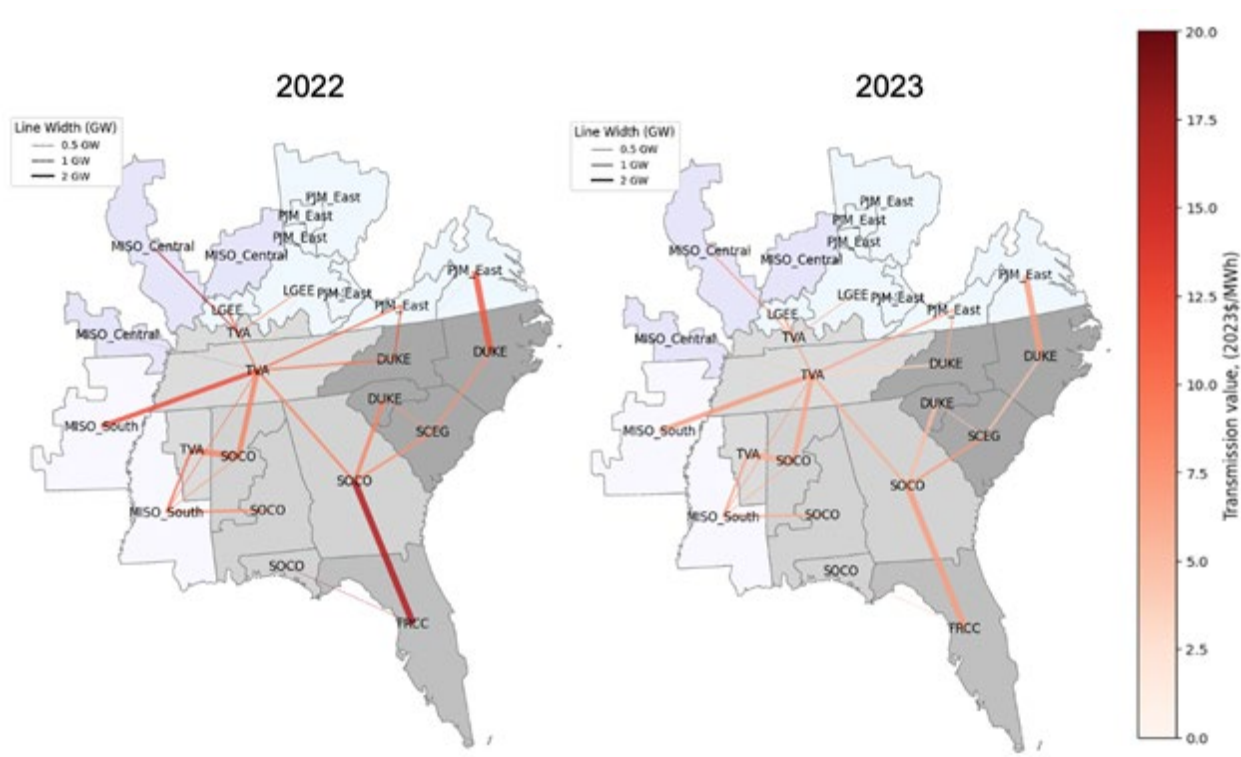 2022
2023
Line Width (GW)
0.5 GW
1 GW
2 GW
PJM_East
PJM_East
PJM_East
MISO_Central
MISO_Central
PJM_East
LGEE
PJM_East
PJM_East
LGEE
TVA
MISO_Central
DUKE
DUKE
TVA
DUKE
MISO_South
SCEG
TVA
SOCO
SOCO
MISO_South
SOCO
SOCO
FRCC
Line Width (GW)
0.5 GW
1 GW
2 GW
PJM_East
PJM_East
PJM_East
MISO_Central
MISO_Central
PJM_East
LGEE
PJM_East
PJM_East
LGEE
TVA
MISO_Central
DUKE
DUKE
TVA
DUKE
MISO_South
SCEG
TVA
SOCO
SOCO
MISO_South
SOCO
SOCO
FRCC
20.0
17.5
15.0
12.5
10.0
7.5
5.0
2.5
0.0
Transmission value, (2023$/MWh)